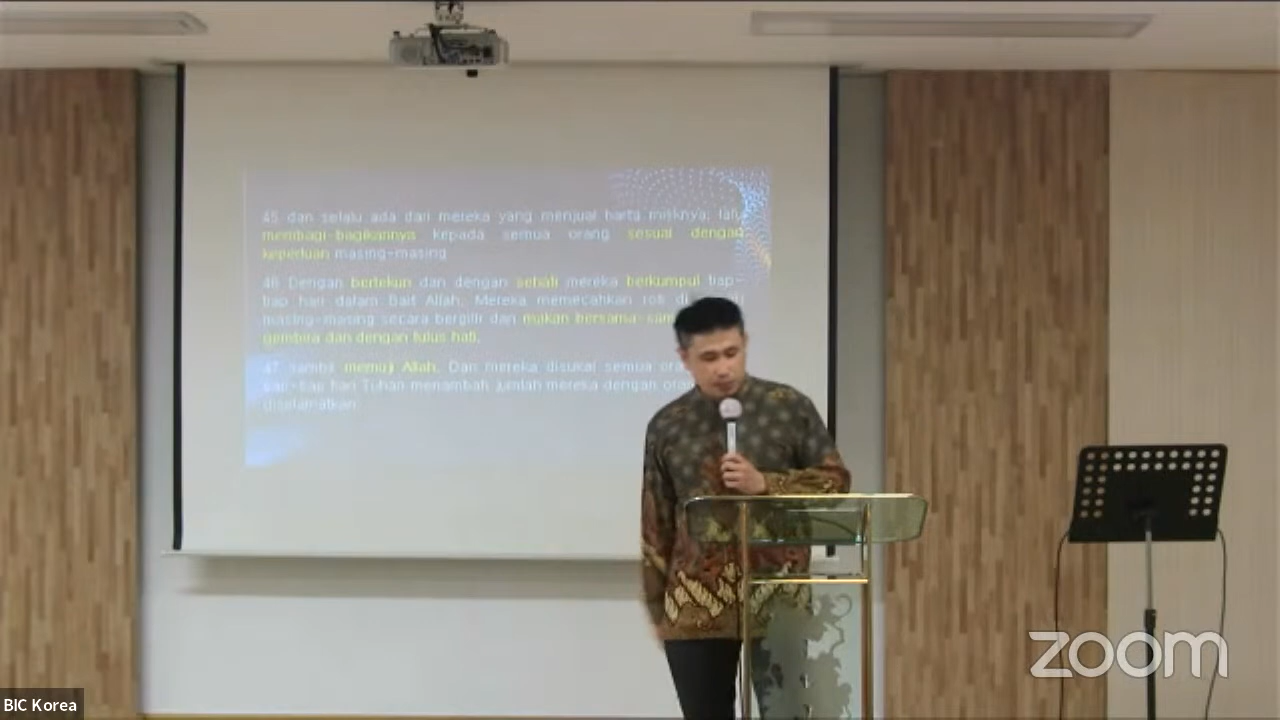 45 dan selalu ada dari mereka yang menjual harta miliknya, lalu
membagi-bagikannya kepada semua orang sesuai dengan
keperluan masing-masing
46 Dengan bertekun dan dengan sehati mereka berkumpul tiap-
tiap hari dalam Bait Allah. Mereka memecahkan roti di
masing-masing secara bergilir dan makan bersama-sama
gembira dan dengan tulus hati,
47 sambil memuji Allah. Dan mereka disukai semua
tiap-tiap hari Tuhan menambah jumlah mereka dengan
diselamatkan
zoom
BIC Korea